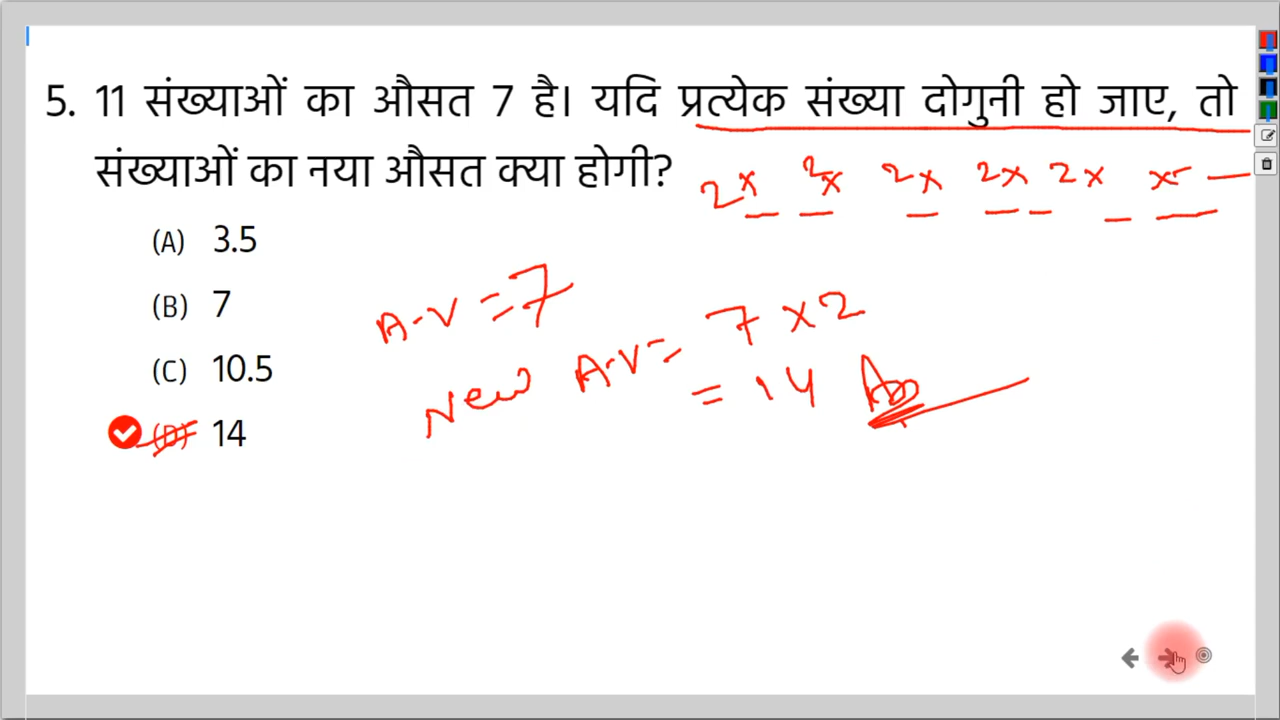 5. 11 संख्याओं का औसत 7 है। यदि प्रत्येक संख्या दोगुनी हो जाए, तो
संख्याओं का नया औसत क्या होगी?
2x 2x 2x 2x 2x x
(A) 3.5
(B) 7
(C) 10.5
(D) 14
A-V = 7
New A-V = 7 x 2
= 14 Ans